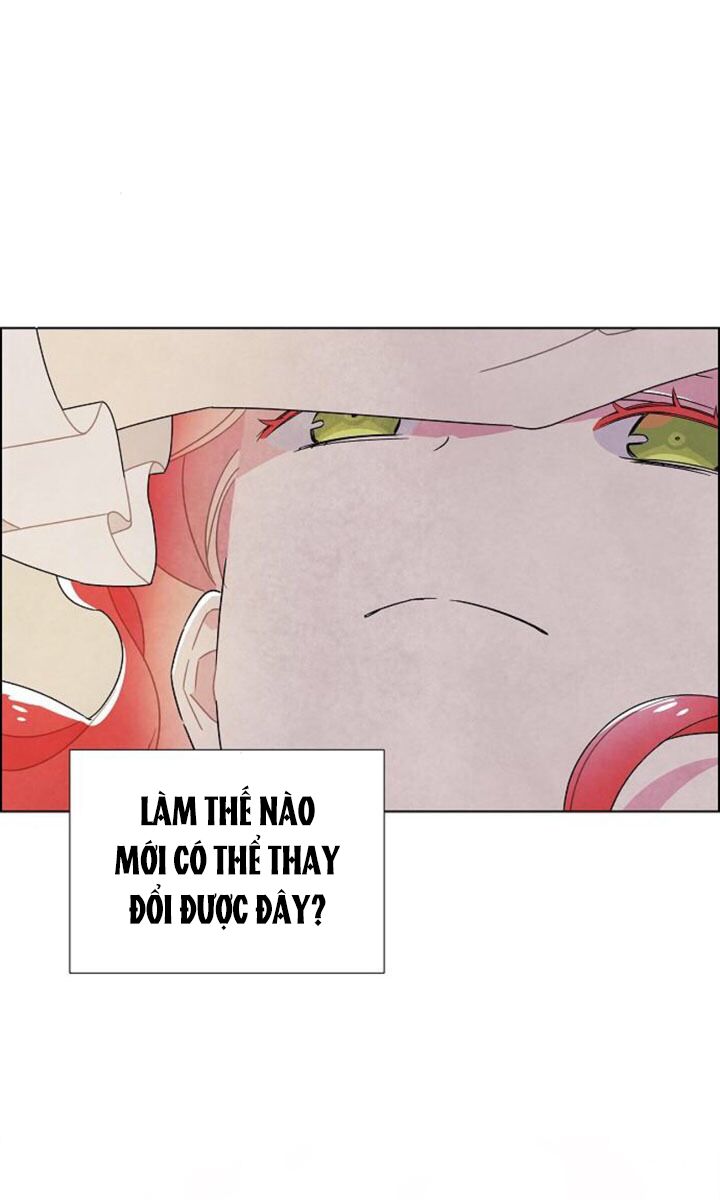 LÀM THẾ NÀO
MỚI CÓ THỂ THAY
ĐỔI ĐƯỢC ĐÂY?